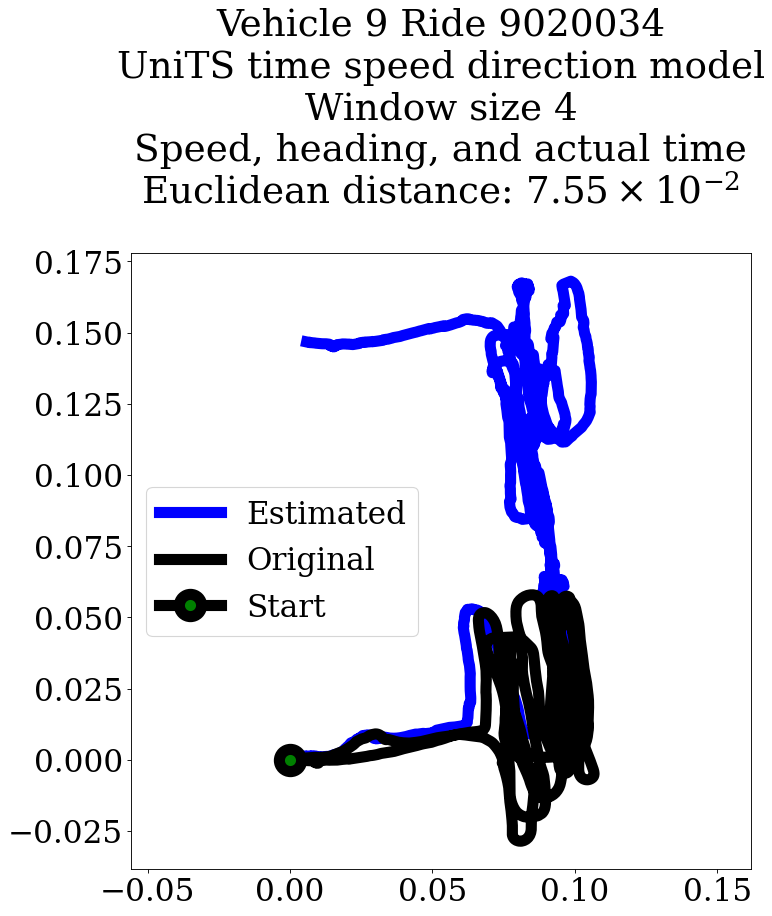 Vehicle 9 Ride 9020034
UniTS time speed direction model
Window size 4
Speed, heading, and actual time
Euclidean distance: 7.55 × 10⁻²
0.175
0.150
0.125
0.100
0.075
0.050
0.025
0.000
−0.025
Estimated
Original
Start
−0.05 0.00 0.05 0.10 0.15